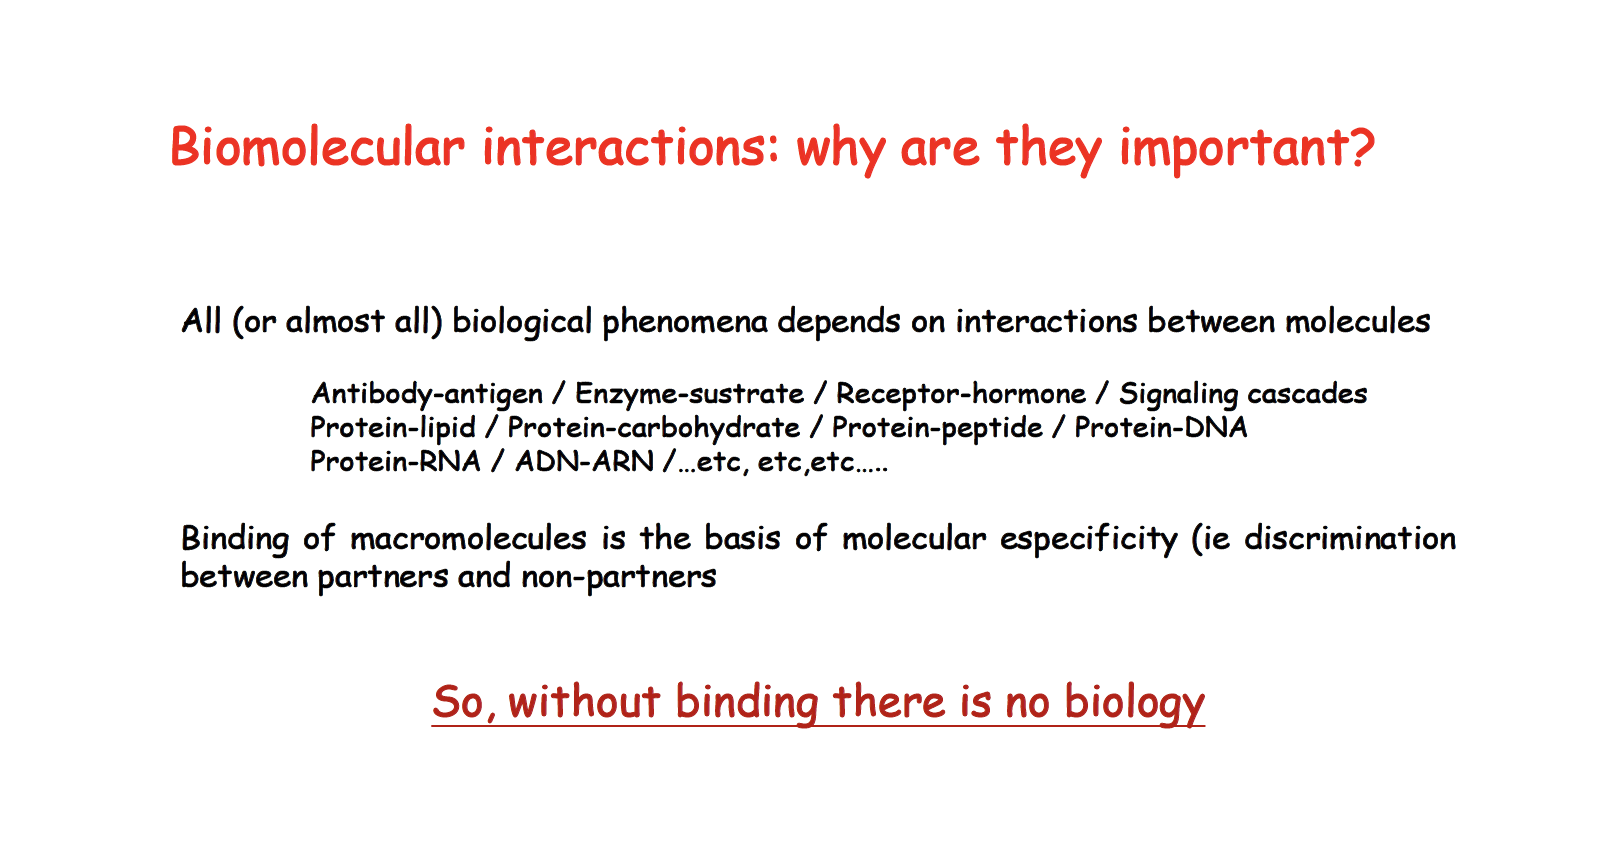 Biomolecular interactions: why are they important?
All (or almost all) biological phenomena depends on interactions between molecules
Antibody-antigen / Enzyme-sustrate / Receptor-hormone / Signaling cascades
Protein-lipid / Protein-carbohydrate / Protein-peptide / Protein-DNA
Protein-RNA / ADN-ARN /…etc, etc,etc…..
Binding of macromolecules is the basis of molecular especificity (ie discrimination
between partners and non-partners
So, without binding there is no biology